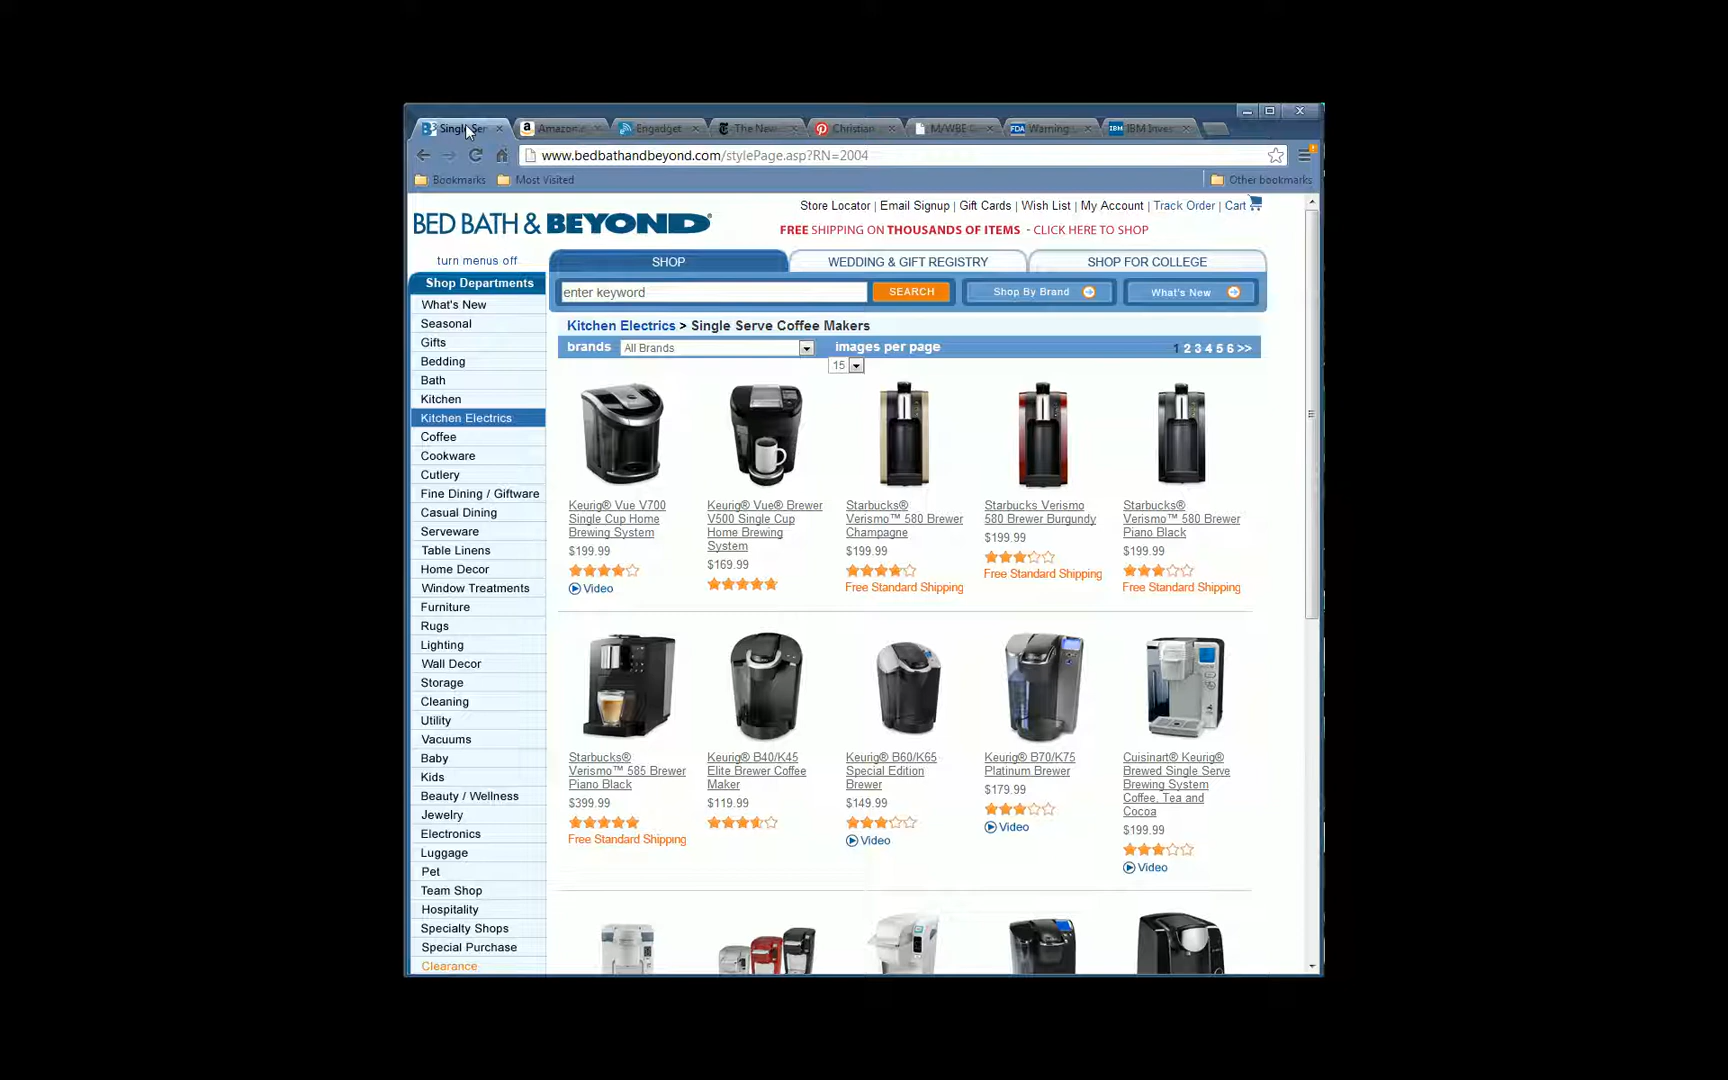 Single Ser
Amazon.c
Engadget
The New
Christian
M/WBE
Warning
IBM Inves
www.bedbathandbeyond.com/stylePage.asp?RN=2004
Bookmarks
Most Visited
Other bookmarks
BED BATH & BEYOND®
Store Locator | Email Signup | Gift Cards | Wish List | My Account | Track Order | Cart
FREE SHIPPING ON THOUSANDS OF ITEMS - CLICK HERE TO SHOP
turn menus off
SHOP
WEDDING & GIFT REGISTRY
SHOP FOR COLLEGE
enter keyword
SEARCH
Shop By Brand
What's New
Shop Departments
What's New
Seasonal
Gifts
Bedding
Bath
Kitchen
Kitchen Electrics
Coffee
Cookware
Cutlery
Fine Dining / Giftware
Casual Dining
Serveware
Table Linens
Home Decor
Window Treatments
Furniture
Rugs
Lighting
Wall Decor
Storage
Cleaning
Utility
Vacuums
Baby
Kids
Beauty / Wellness
Jewelry
Electronics
Luggage
Pet
Team Shop
Hospitality
Specialty Shops
Special Purchase
Clearance
Kitchen Electrics > Single Serve Coffee Makers
brands
All Brands
images per page
15
1 2 3 4 5 6 >>
Keurig® Vue V700
Single Cup Home
Brewing System
$199.99
Video
Keurig® Vue® Brewer
V500 Single Cup
Home Brewing
System
$169.99
Starbucks®
Verismo™ 580 Brewer
Champagne
$199.99
Free Standard Shipping
Starbucks Verismo
580 Brewer Burgundy
$199.99
Free Standard Shipping
Starbucks®
Verismo™ 580 Brewer
Piano Black
$199.99
Free Standard Shipping
Starbucks®
Verismo™ 585 Brewer
Piano Black
$399.99
Free Standard Shipping
Keurig® B40/K45
Elite Brewer Coffee
Maker
$119.99
Keurig® B60/K65
Special Edition
Brewer
$149.99
Video
Keurig® B70/K75
Platinum Brewer
$179.99
Video
Cuisinart® Keurig®
Brewed Single Serve
Brewing System
Coffee, Tea and
Cocoa
$199.99
Video